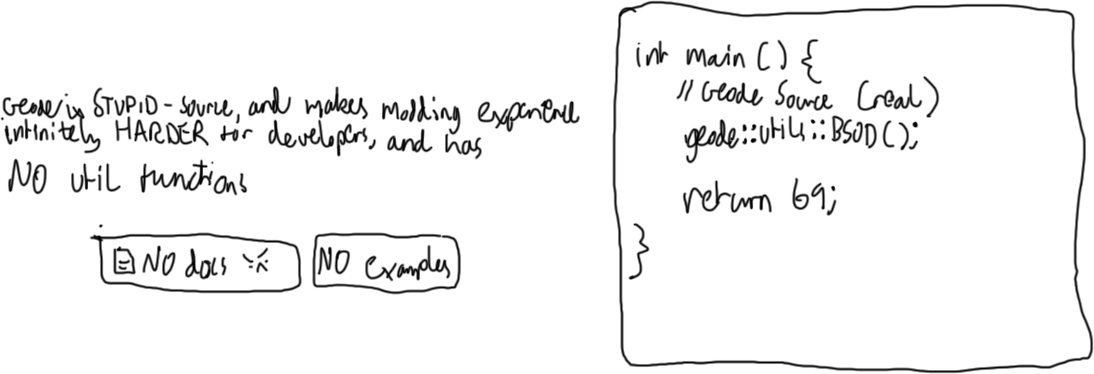 Geode is STUPID-source, and makes modding experience
infinitely HARDER for developers, and has
NO util functions
NO docs
NO examples
int main() {
// Geode Source (real)
geode::utils::BSOD();
return 69;
}